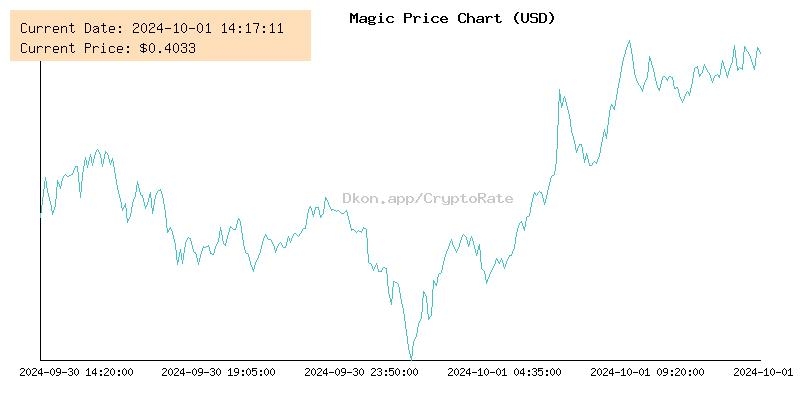 Magic Price Chart (USD)
Current Date: 2024-10-01 14:17:11
Current Price: $0.4033
Dkon.app/CryptoRate
2024-09-30 14:20:00 2024-09-30 19:05:00 2024-09-30 23:50:00 2024-10-01 04:35:00 2024-10-01 09:20:00 2024-10-01